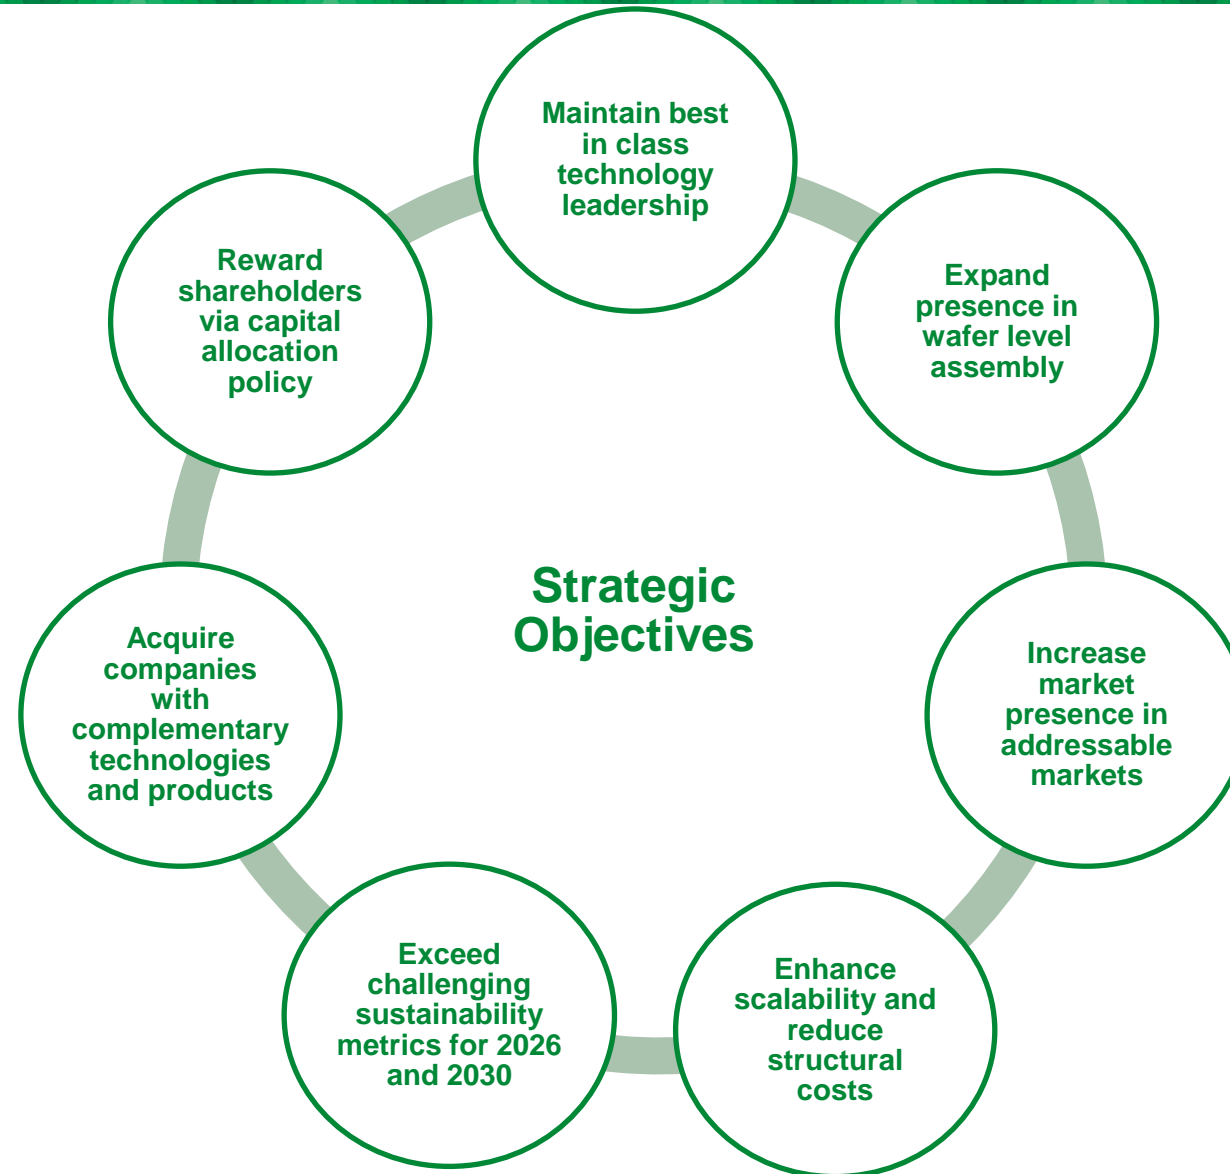 Maintain best
in class
technology
leadership
Expand
presence in
wafer level
assembly
Increase
market
presence in
addressable
markets
Enhance
scalability and
reduce
structural
costs
Exceed
challenging
sustainability
metrics for 2026
and 2030
Acquire
companies
with
complementary
technologies
and products
Reward
shareholders
via capital
allocation
policy
Strategic
Objectives